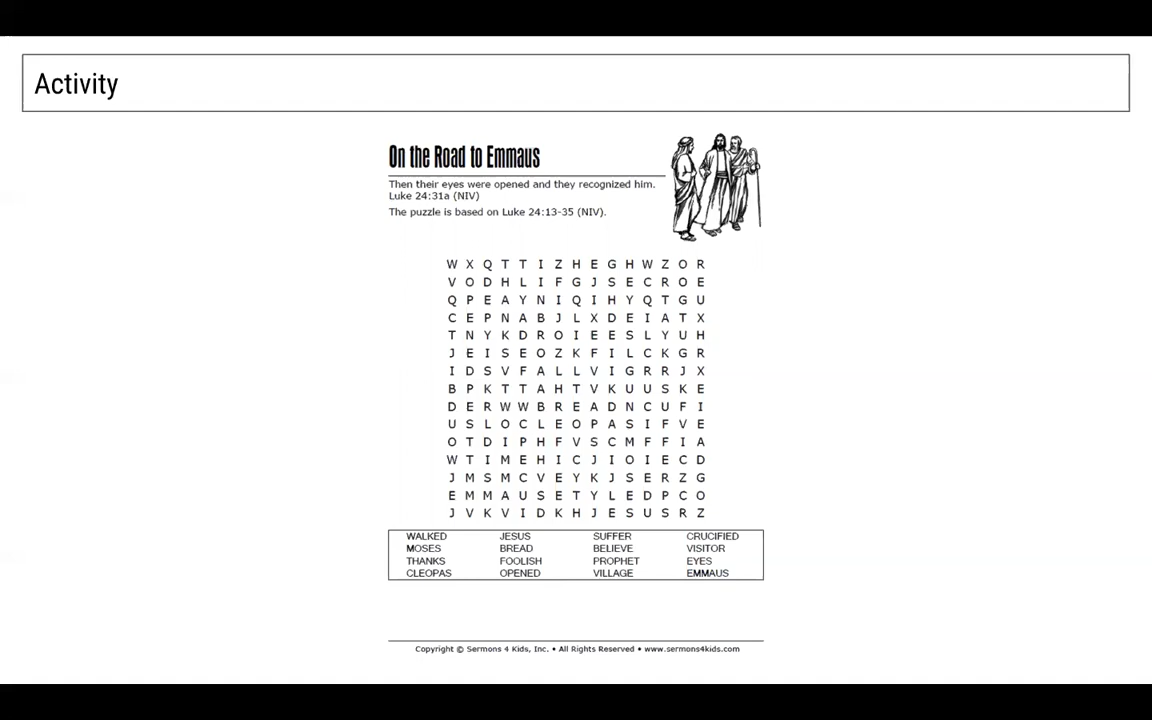 Activity
On the Road to Emmaus
Then their eyes were opened and they recognized him.
Luke 24:31a (NIV)
The puzzle is based on Luke 24:13-35 (NIV).
W X Q T T I Z H E G H W Z O R
V O D H L I F G J S E C R O E
Q P E A Y N I Q I H Y Q T G U
C E P N A B J L X D E I A T X
T N Y K D R O I E E S L Y U H
J E I S E O Z K F I L C K G R
I D S V F A L L V I G R R J X
B P K T T A H T V K U U S K E
D E R W W B R E A D N C U F I
U S L O C L E O P A S I F V E
O T D I P H F V S C M F F I A
W T I M E H I C J I O I E C D
J M S M C V E Y K J S E R Z G
E M M A U S E T Y L E D P C O
J V K V I D K H J E S U S R Z
WALKED JESUS SUFFER CRUCIFIED
MOSES BREAD BELIEVE VISITOR
THANKS FOOLISH PROPHET EYES
CLEOPAS OPENED VILLAGE EMMAUS
Copyright © Sermons 4 Kids, Inc. • All Rights Reserved • www.sermons4kids.com